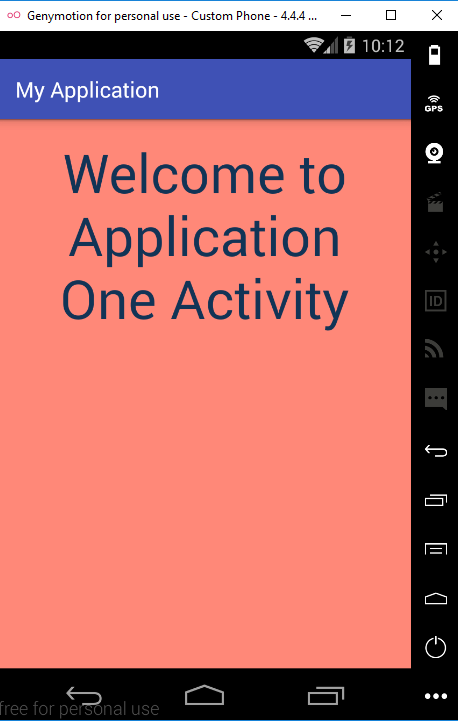 Genymotion for personal use - Custom Phone - 4.4.4 ...
10:12
My Application
GPS
Welcome to
Application
One Activity
ID
free for personal use